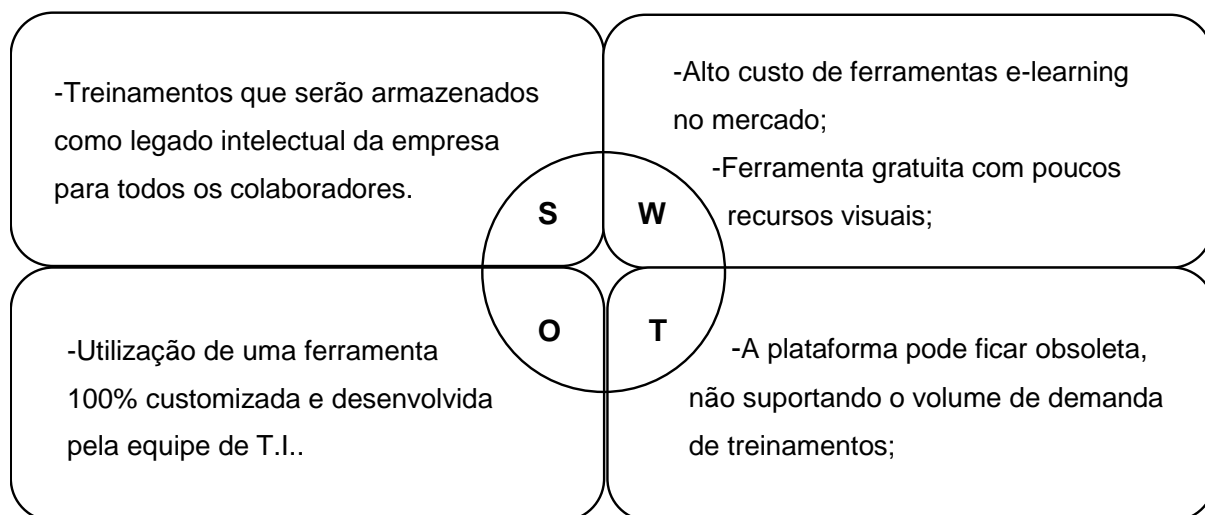 -Treinamentos que serão armazenados
como legado intelectual da empresa
para todos os colaboradores.
-Alto custo de ferramentas e-learning
no mercado;
-Ferramenta gratuita com poucos
recursos visuais;
S
W
O
T
-Utilização de uma ferramenta
100% customizada e desenvolvida
pela equipe de T.I..
-A plataforma pode ficar obsoleta,
não suportando o volume de demanda
de treinamentos;